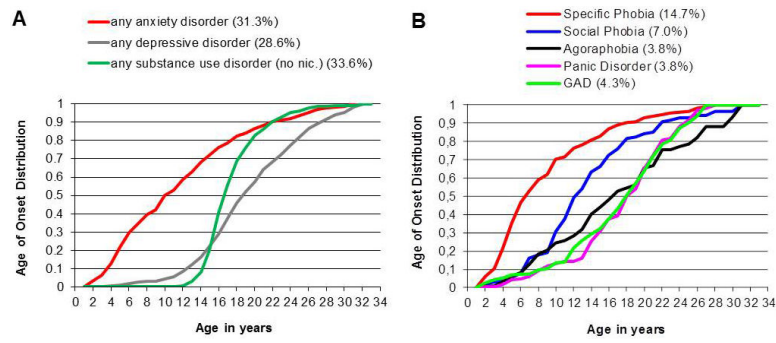 A
any anxiety disorder (31.3%)
any depressive disorder (28.6%)
any substance use disorder (no nic.) (33.6%)
Age of Onset Distribution
1
0.9
0.8
0.7
0.6
0.5
0.4
0.3
0.2
0.1
0
0 2 4 6 8 10 12 14 16 18 20 22 24 26 28 30 32 34
Age in years
B
Specific Phobia (14.7%)
Social Phobia (7.0%)
Agoraphobia (3.8%)
Panic Disorder (3.8%)
GAD (4.3%)
Age of Onset Distribution
1
0,9
0,8
0,7
0,6
0,5
0,4
0,3
0,2
0,1
0
0 2 4 6 8 10 12 14 16 18 20 22 24 26 28 30 32 34
Age in years